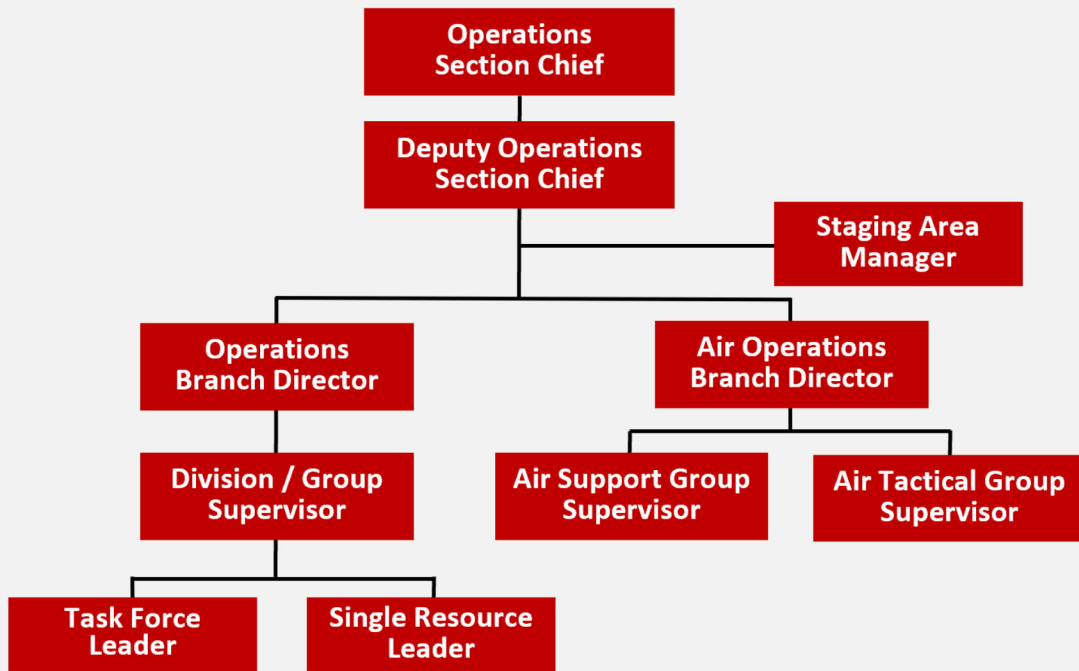 Operations
Section Chief
Deputy Operations
Section Chief
Staging Area
Manager
Operations
Branch Director
Air Operations
Branch Director
Division / Group
Supervisor
Air Support Group
Supervisor
Air Tactical Group
Supervisor
Task Force
Leader
Single Resource
Leader